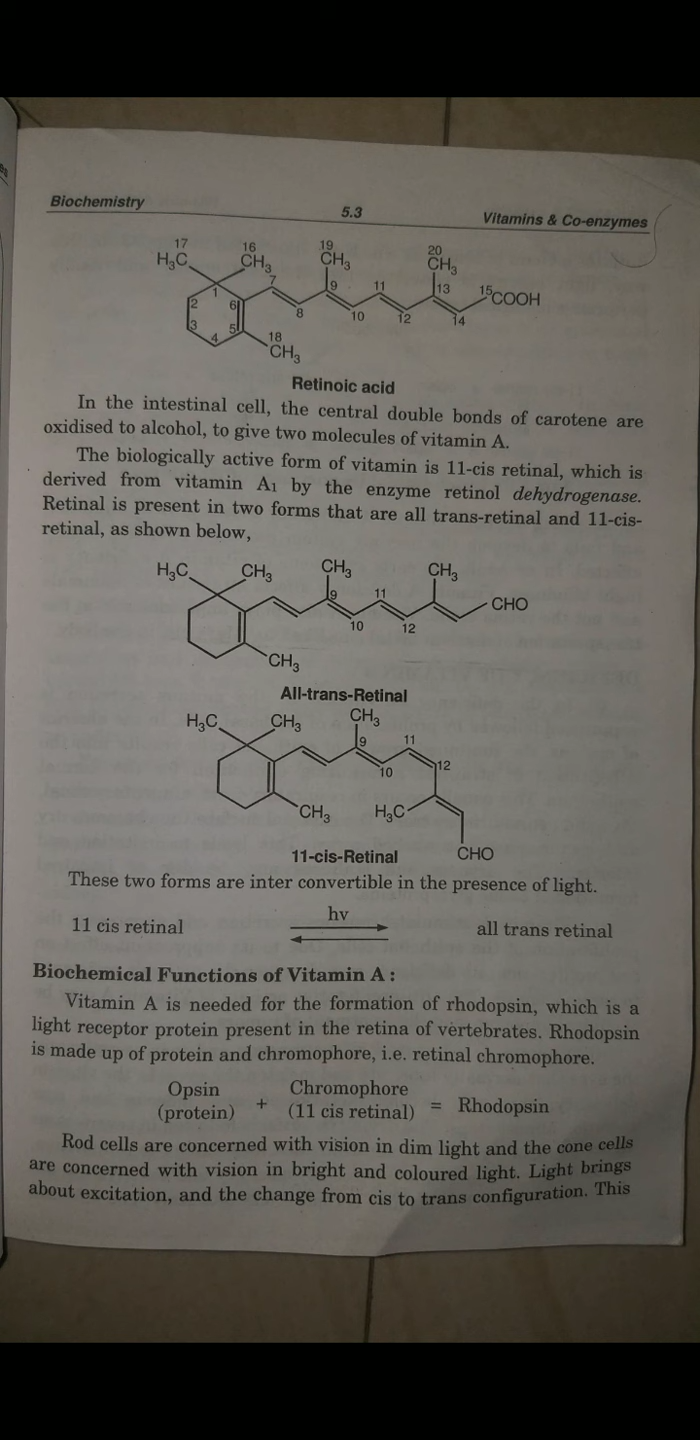 Biochemistry 5.3 Vitamins & Co-enzymes
17 16 19 20
H₃C CH₃ CH₃ CH₃
7 9 11 13 15COOH
1 2 6 8 10 12 14
3 5
4 18
CH₃
Retinoic acid
In the intestinal cell, the central double bonds of carotene are
oxidised to alcohol, to give two molecules of vitamin A.
The biologically active form of vitamin is 11-cis retinal, which is
derived from vitamin A₁ by the enzyme retinol dehydrogenase.
Retinal is present in two forms that are all trans-retinal and 11-cis-
retinal, as shown below,
H₃C CH₃ CH₃ CH₃
9 11 CHO
10 12
CH₃
All-trans-Retinal
H₃C CH₃ CH₃
9 11
10 12
CH₃ H₃C
11-cis-Retinal CHO
These two forms are inter convertible in the presence of light.
hv
11 cis retinal all trans retinal
Biochemical Functions of Vitamin A :
Vitamin A is needed for the formation of rhodopsin, which is a
light receptor protein present in the retina of vertebrates. Rhodopsin
is made up of protein and chromophore, i.e. retinal chromophore.
Opsin Chromophore
(protein) + (11 cis retinal) = Rhodopsin
Rod cells are concerned with vision in dim light and the cone cells
are concerned with vision in bright and coloured light. Light brings
about excitation, and the change from cis to trans configuration. This